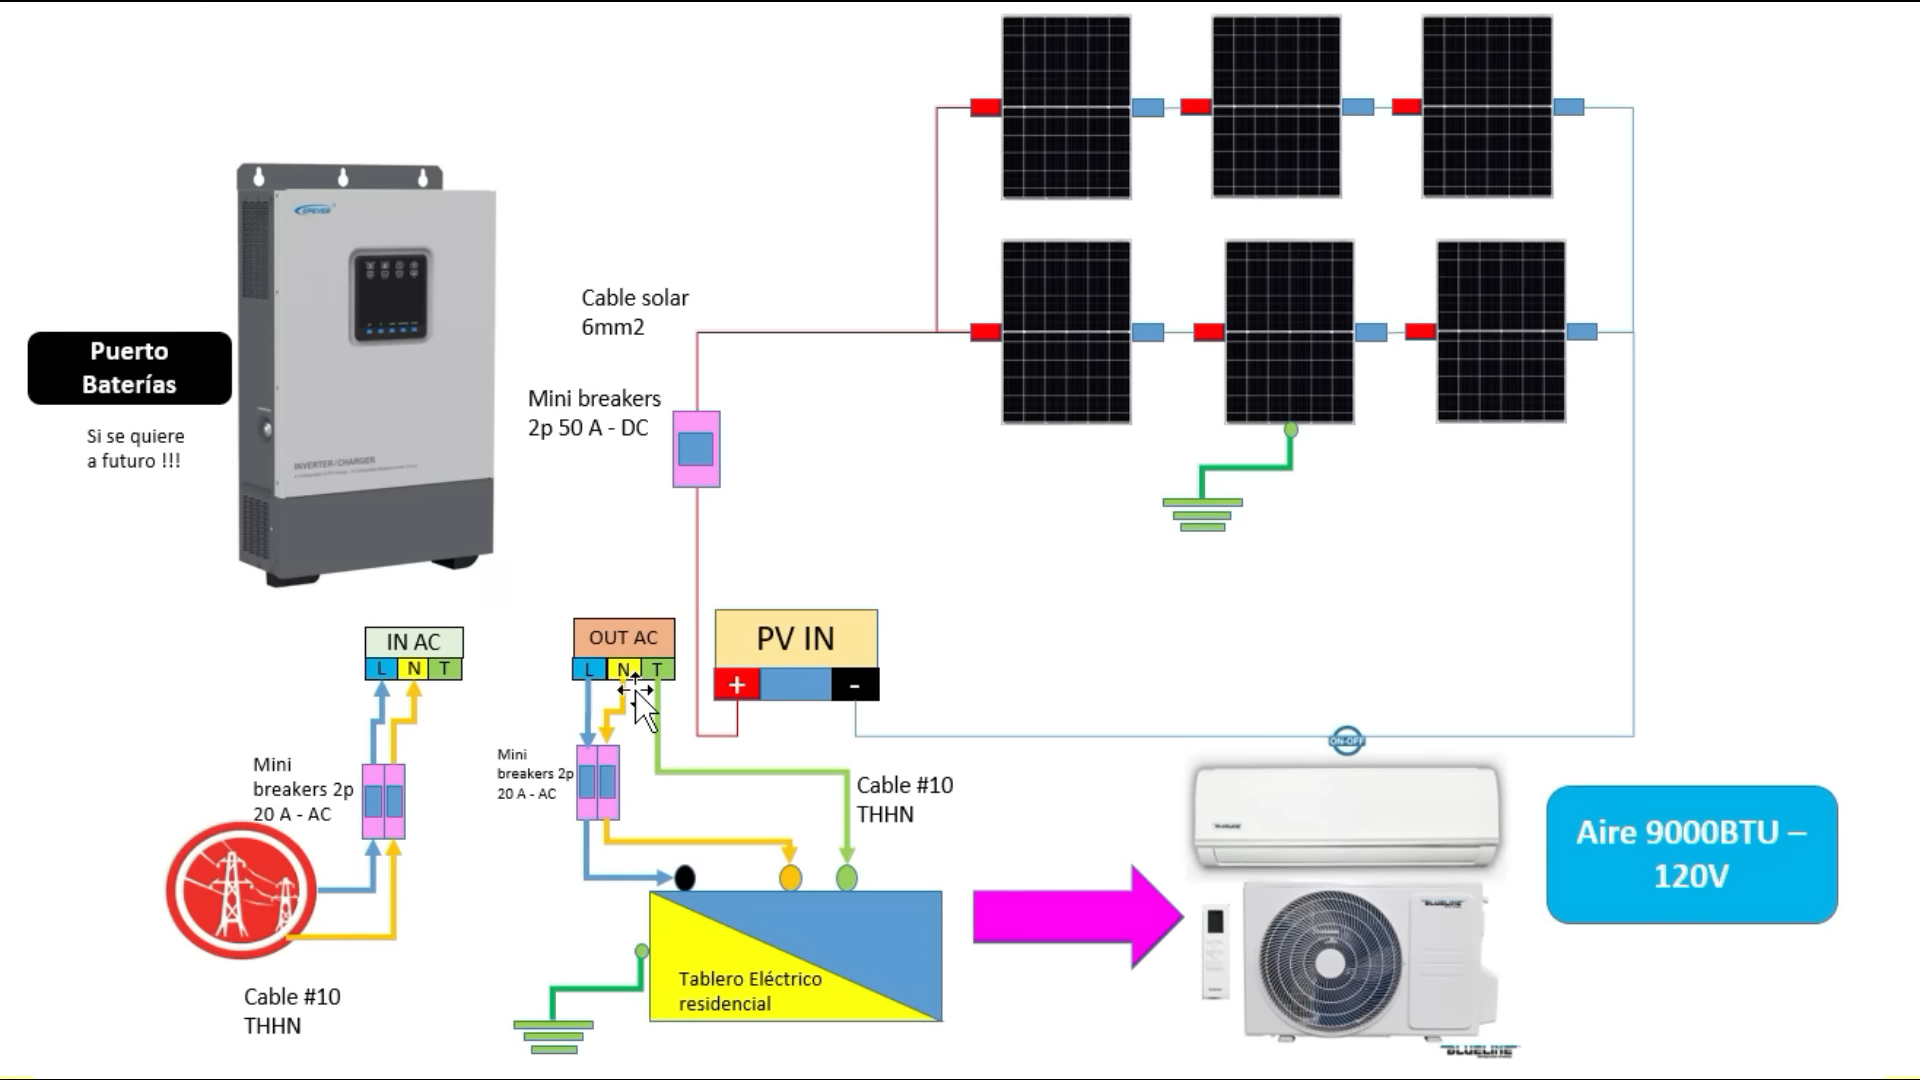 EPEVER
Puerto
Baterías
Si se quiere
a futuro !!!
INVERTER/CHARGER
Cable solar
6mm2
Mini breakers
2p 50 A - DC
IN AC
L N T
OUT AC
L N T
PV IN
+ -
Mini
breakers 2p
20 A - AC
Mini
breakers 2p
20 A - AC
Cable #10
THHN
Cable #10
THHN
Tablero Eléctrico
residencial
ON-OFF
Aire 9000BTU –
120V
BLUELINE
BLUELINE